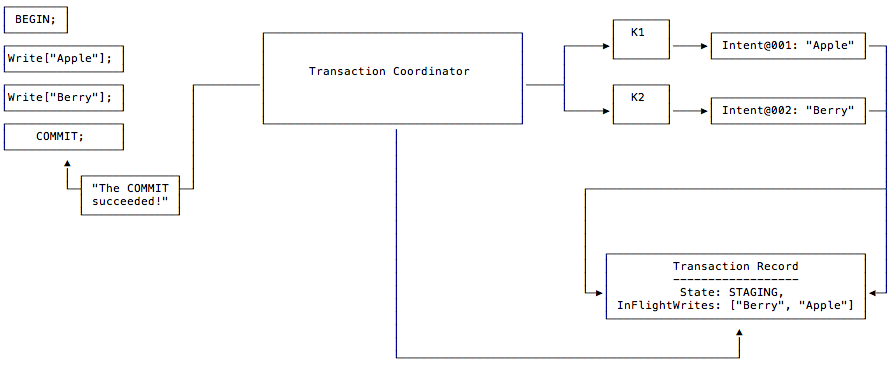 BEGIN;
Write["Apple"];
Write["Berry"];
COMMIT;
"The COMMIT
succeeded!"
Transaction Coordinator
K1
Intent@001: "Apple"
K2
Intent@002: "Berry"
Transaction Record
------------------
State: STAGING,
InFlightWrites: ["Berry", "Apple"]